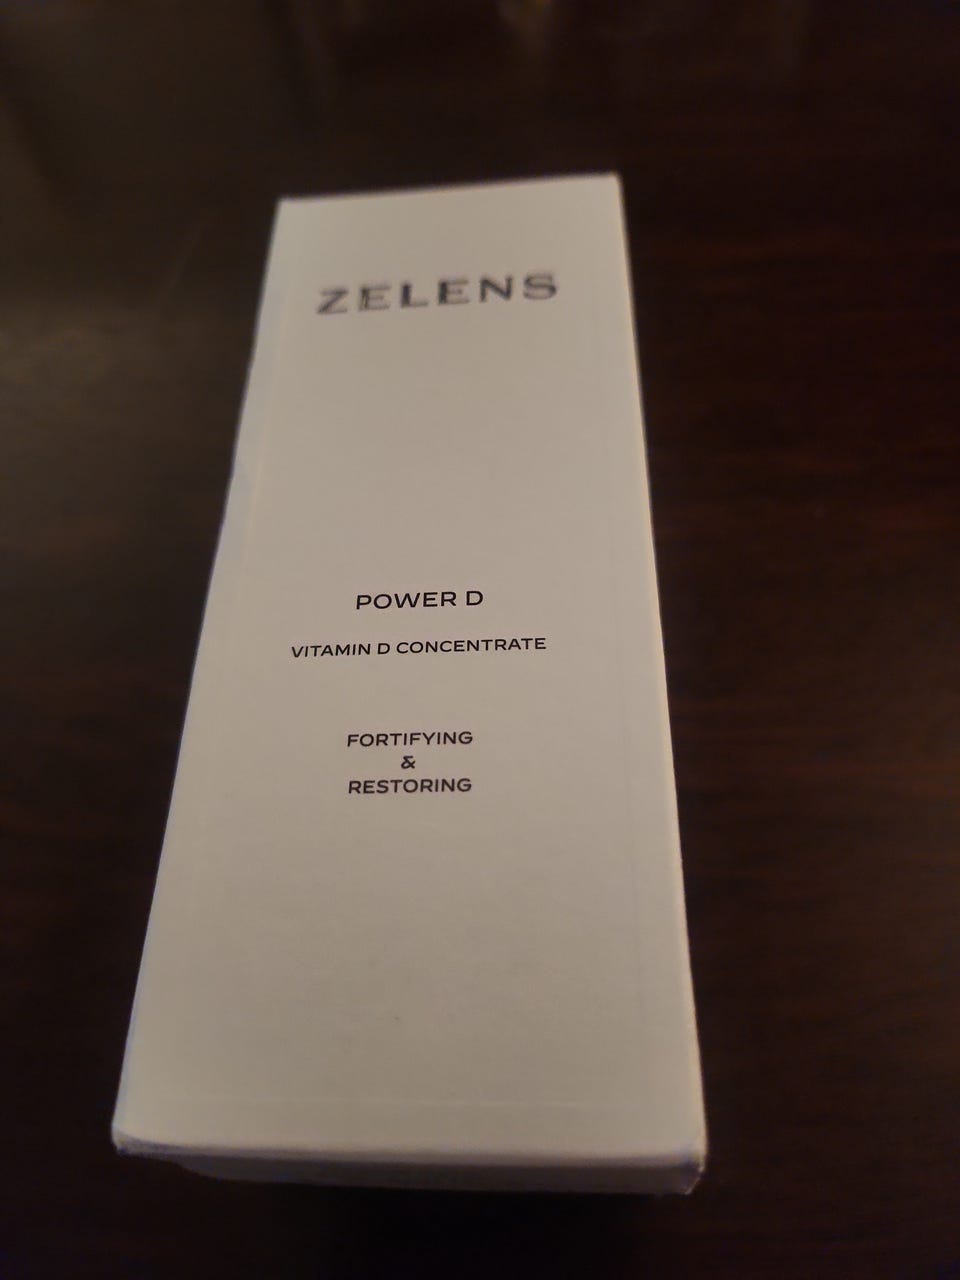 ZELENS
POWER D
VITAMIN D CONCENTRATE
FORTIFYING
&
RESTORING